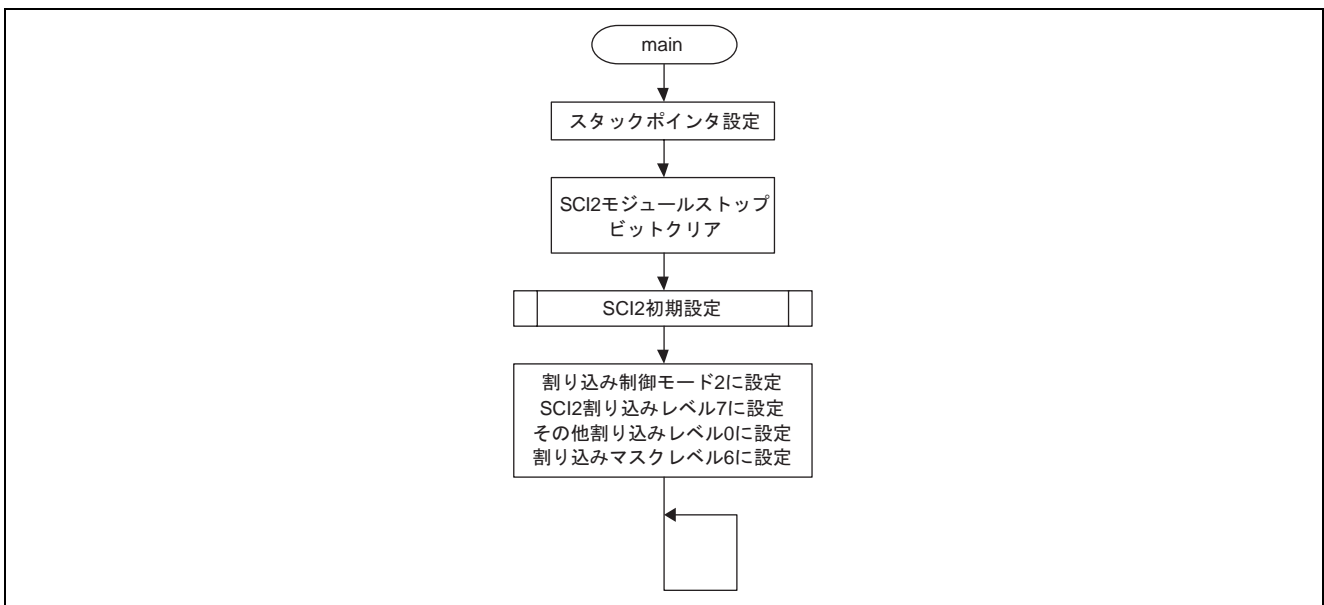 main
スタックポインタ設定
SCI2モジュールストップ
ビットクリア
SCI2初期設定
割り込み制御モード2に設定
SCI2割り込みレベル7に設定
その他割り込みレベル0に設定
割り込みマスクレベル6に設定